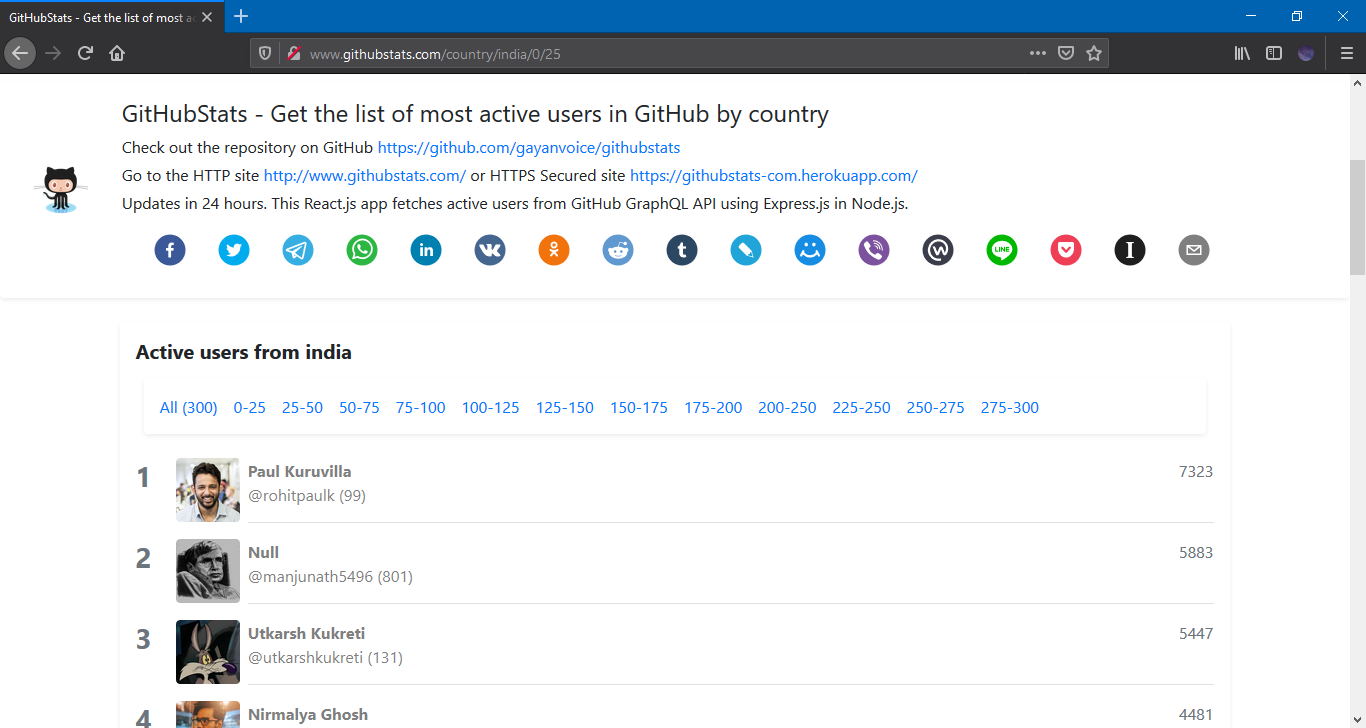 GitHubStats - Get the list of most ac
www.githubstats.com/country/india/0/25
GitHubStats - Get the list of most active users in GitHub by country
Check out the repository on GitHub https://github.com/gayanvoice/githubstats
Go to the HTTP site http://www.githubstats.com/ or HTTPS Secured site https://githubstats-com.herokuapp.com/
Updates in 24 hours. This React.js app fetches active users from GitHub GraphQL API using Express.js in Node.js.
LINE
Active users from india
All (300) 0-25 25-50 50-75 75-100 100-125 125-150 150-175 175-200 200-250 225-250 250-275 275-300
1 Paul Kuruvilla 7323
@rohitpaulk (99)
2 Null 5883
@manjunath5496 (801)
3 Utkarsh Kukreti 5447
@utkarshkukreti (131)
4 Nirmalya Ghosh 4481